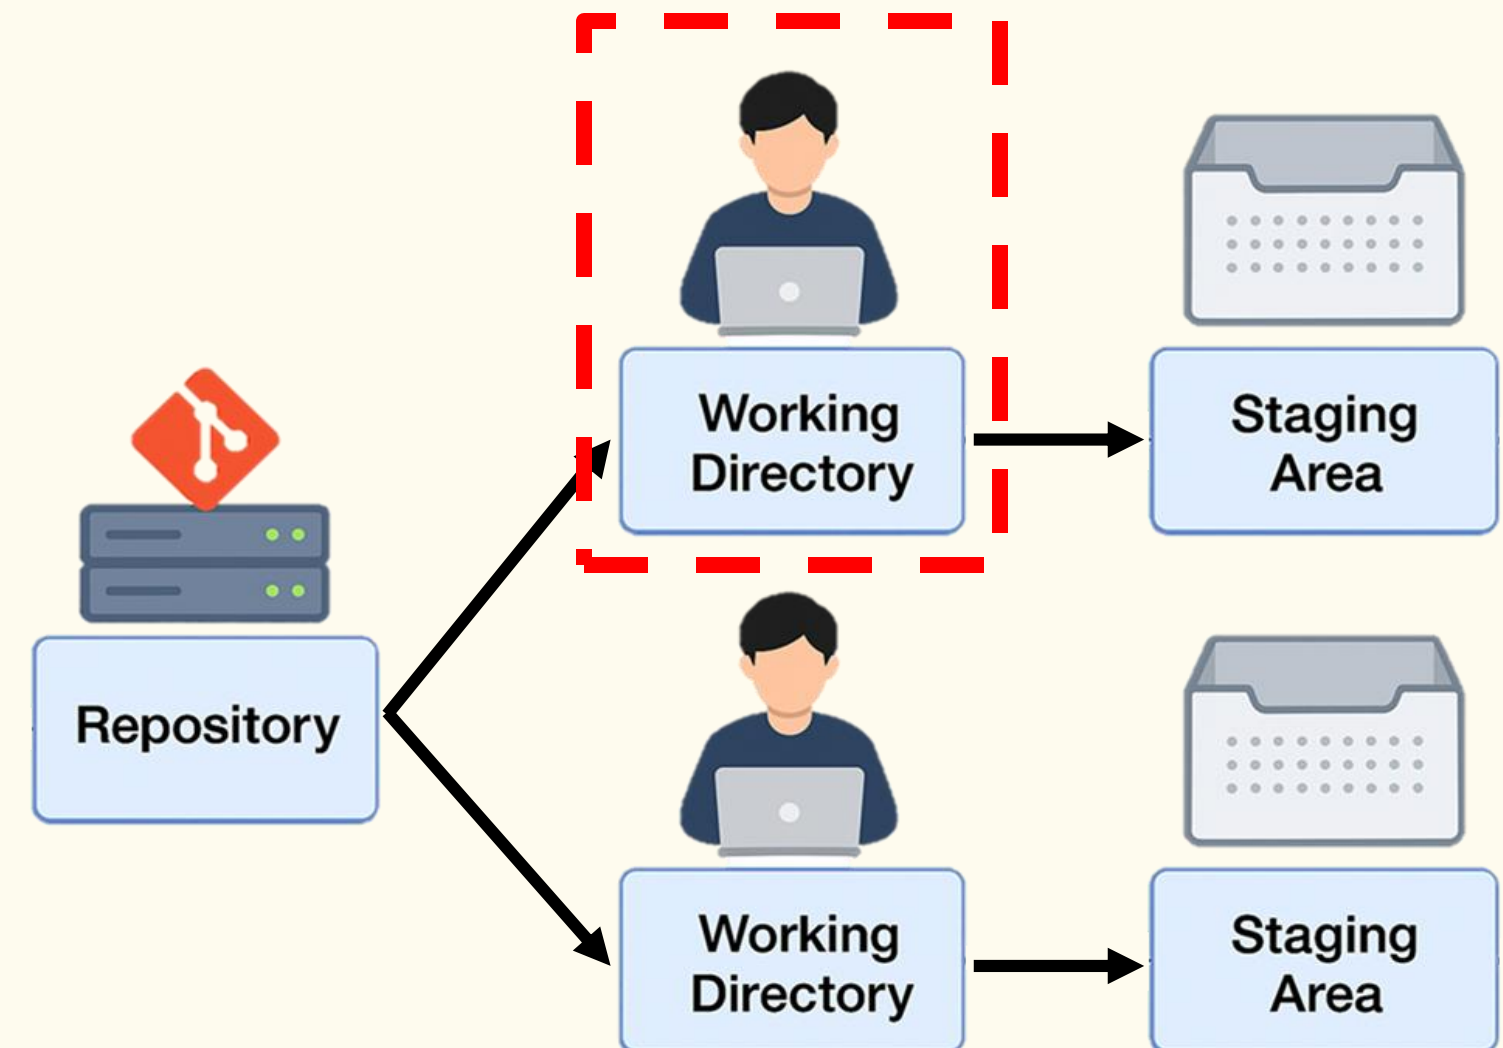 Working
Directory
Staging
Area
Repository
Working
Directory
Staging
Area